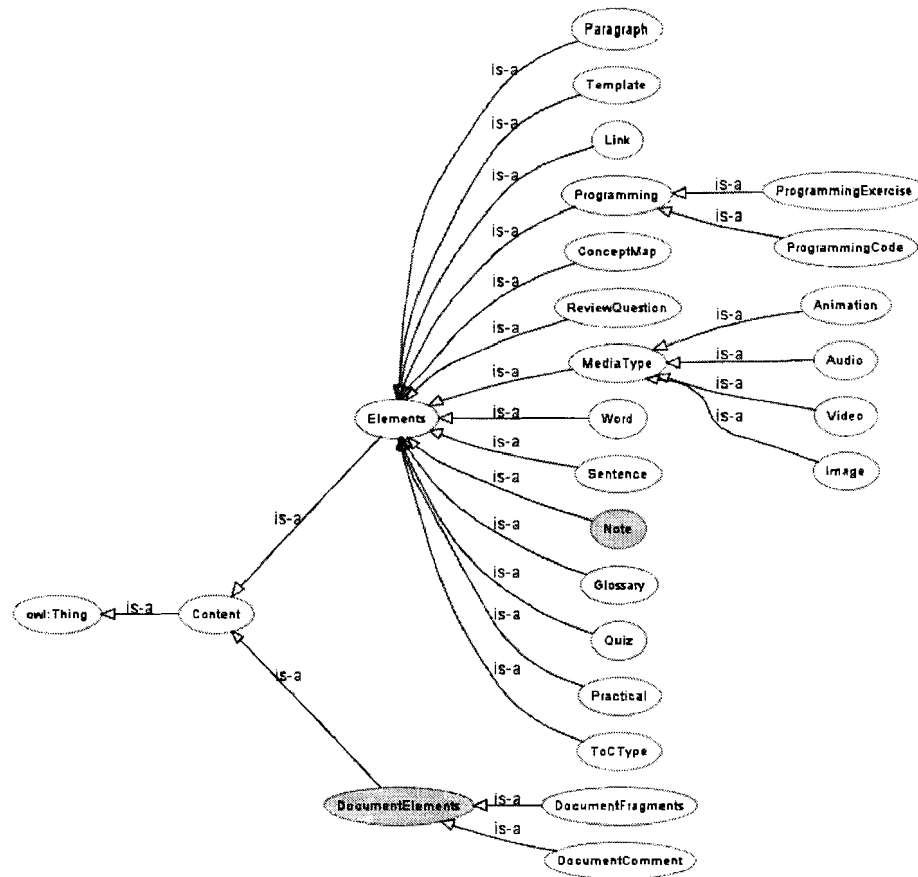 Paragraph
is-a
Template
is-a
Link
is-a
Programming
is-a
ProgrammingExercise
is-a
is-a
ProgrammingCode
ConceptMap
is-a
ReviewQuestion
is-a
Animation
is-a
MediaType
is-a
is-a
Audio
is-a
Video
is-a
Image
Elements
is-a
Word
is-a
Sentence
is-a
Note
is-a
Glossary
is-a
Quiz
is-a
Practical
is-a
ToCType
is-a
owl:Thing
is-a
Content
is-a
DocumentElements
is-a
DocumentFragments
is-a
DocumentComment